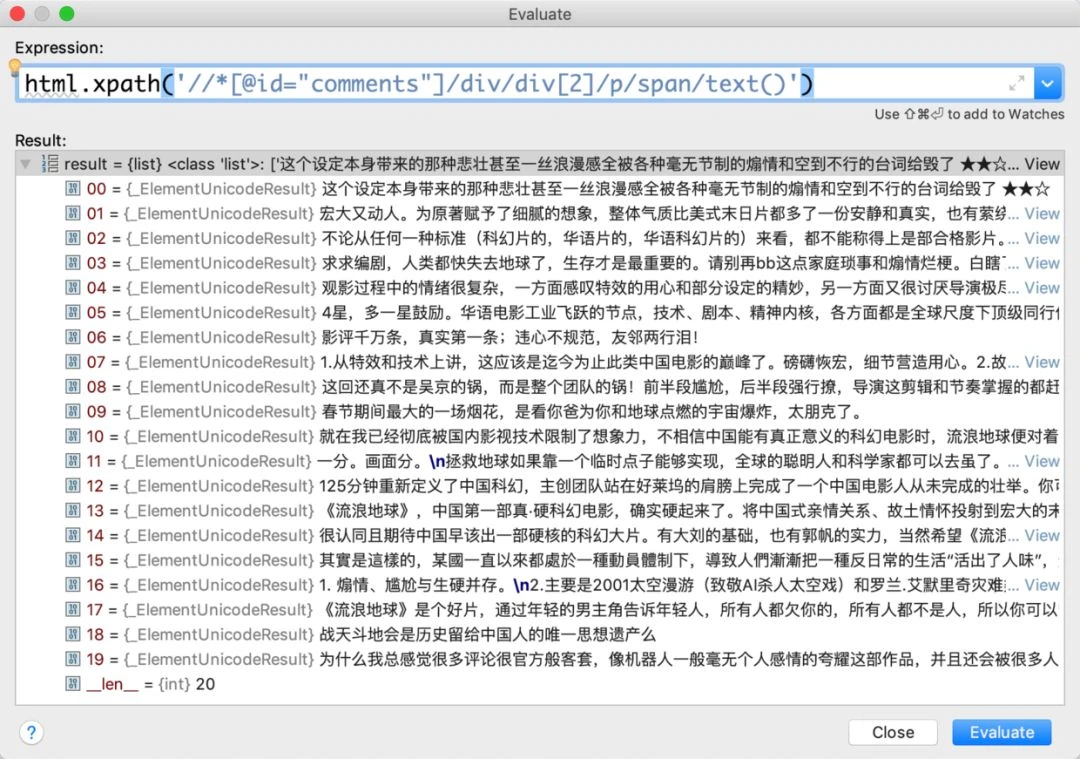 Evaluate
Expression:
html.xpath('//*[@id="comments"]/div/div[2]/p/span/text()')
Use ⇧⌘⏎ to add to Watches
Result:
result = {list} <class 'list'>: ['这个设定本身带来的那种悲壮甚至一丝浪漫感全被各种毫无节制的煽情和空到不行的台词给毁了 ★★☆... View
00 = {_ElementUnicodeResult} 这个设定本身带来的那种悲壮甚至一丝浪漫感全被各种毫无节制的煽情和空到不行的台词给毁了 ★★☆
01 = {_ElementUnicodeResult} 宏大又动人。为原著赋予了细腻的想象，整体气质比美式末日片都多了一份安静和真实，也有萦绕... View
02 = {_ElementUnicodeResult} 不论从任何一种标准（科幻片的，华语片的，华语科幻片的）来看，都不能称得上是部合格影片。... View
03 = {_ElementUnicodeResult} 求求编剧，人类都快失去地球了，生存才是最重要的。请别再bb这点家庭琐事和煽情烂梗。白瞎... View
04 = {_ElementUnicodeResult} 观影过程中的情绪很复杂，一方面感叹特效的用心和部分设定的精妙，另一方面又很讨厌导演极... View
05 = {_ElementUnicodeResult} 4星，多一星鼓励。华语电影工业飞跃的节点，技术、剧本、精神内核，各方面都是全球尺度下顶级同行
06 = {_ElementUnicodeResult} 影评千万条，真实第一条；违心不规范，友邻两行泪！
07 = {_ElementUnicodeResult} 1.从特效和技术上讲，这应该是迄今为止此类中国电影的巅峰了。磅礴恢宏，细节营造用心。2.故... View
08 = {_ElementUnicodeResult} 这回还真不是吴京的锅，而是整个团队的锅！前半段尴尬，后半段强行撩，导演这剪辑和节奏掌握的都赶
09 = {_ElementUnicodeResult} 春节期间最大的一场烟花，是看你爸为你和地球点燃的宇宙爆炸，太朋克了。
10 = {_ElementUnicodeResult} 就在我已经彻底被国内影视技术限制了想象力，不相信中国能有真正意义的科幻电影时，流浪地球便对着
11 = {_ElementUnicodeResult} 一分。画面分。\n拯救地球如果靠一个临时点子能够实现，全球的聪明人和科学家都可以去虽了。... View
12 = {_ElementUnicodeResult} 125分钟重新定义了中国科幻，主创团队站在好莱坞的肩膀上完成了一个中国电影人从未完成的壮举。你可
13 = {_ElementUnicodeResult} 《流浪地球》，中国第一部真·硬科幻电影，确实硬起来了。将中国式亲情关系、故土情怀投射到宏大的末
14 = {_ElementUnicodeResult} 很认同且期待中国早该出一部硬核的科幻大片。有大刘的基础，也有郭帆的实力，当然希望《流浪... View
15 = {_ElementUnicodeResult} 其實是這樣的，某國一直以來都處於一種動員體制下，導致人們漸漸把一種反日常的生活“活出了人味”，
16 = {_ElementUnicodeResult} 1. 煽情、尴尬与生硬并存。\n2.主要是2001太空漫游（致敬AI杀人太空戏）和罗兰.艾默里奇灾难... View
17 = {_ElementUnicodeResult} 《流浪地球》是个好片，通过年轻的男主角告诉年轻人，所有人都欠你的，所有人都不是人，所以你可以
18 = {_ElementUnicodeResult} 战天斗地会是历史留给中国人的唯一思想遗产么
19 = {_ElementUnicodeResult} 为什么我总感觉很多评论很官方般客套，像机器人一般毫无个人感情的夸耀这部作品，并且还会被很多人
__len__ = {int} 20
?
Close
Evaluate